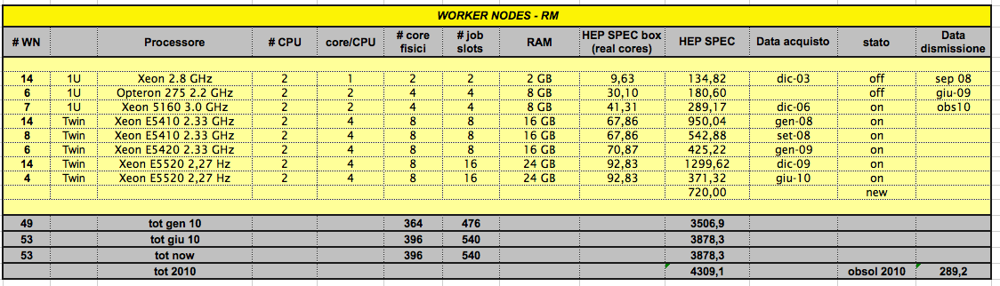 WORKER NODES - RM
# WN Processore # CPU core/CPU # core fisici # job slots RAM HEP SPEC box (real cores) HEP SPEC Data acquisto stato Data dismissione
14 1U Xeon 2.8 GHz 2 1 2 2 2 GB 9,63 134,82 dic-03 off sep 08
6 1U Opteron 275 2.2 GHz 2 2 4 4 8 GB 30,10 180,60 off giu-09
7 1U Xeon 5160 3.0 GHz 2 2 4 4 8 GB 41,31 289,17 dic-06 on obs10
14 Twin Xeon E5410 2.33 GHz 2 4 8 8 16 GB 67,86 950,04 gen-08 on
8 Twin Xeon E5410 2.33 GHz 2 4 8 8 16 GB 67,86 542,88 set-08 on
6 Twin Xeon E5420 2.33 GHz 2 4 8 8 16 GB 70,87 425,22 gen-09 on
14 Twin Xeon E5520 2,27 Hz 2 4 8 16 24 GB 92,83 1299,62 dic-09 on
4 Twin Xeon E5520 2,27 Hz 2 4 8 16 24 GB 92,83 371,32 giu-10 on
720,00 new
49 tot gen 10 364 476 3506,9
53 tot giu 10 396 540 3878,3
53 tot now 396 540 3878,3
tot 2010 4309,1 obsol 2010 289,2